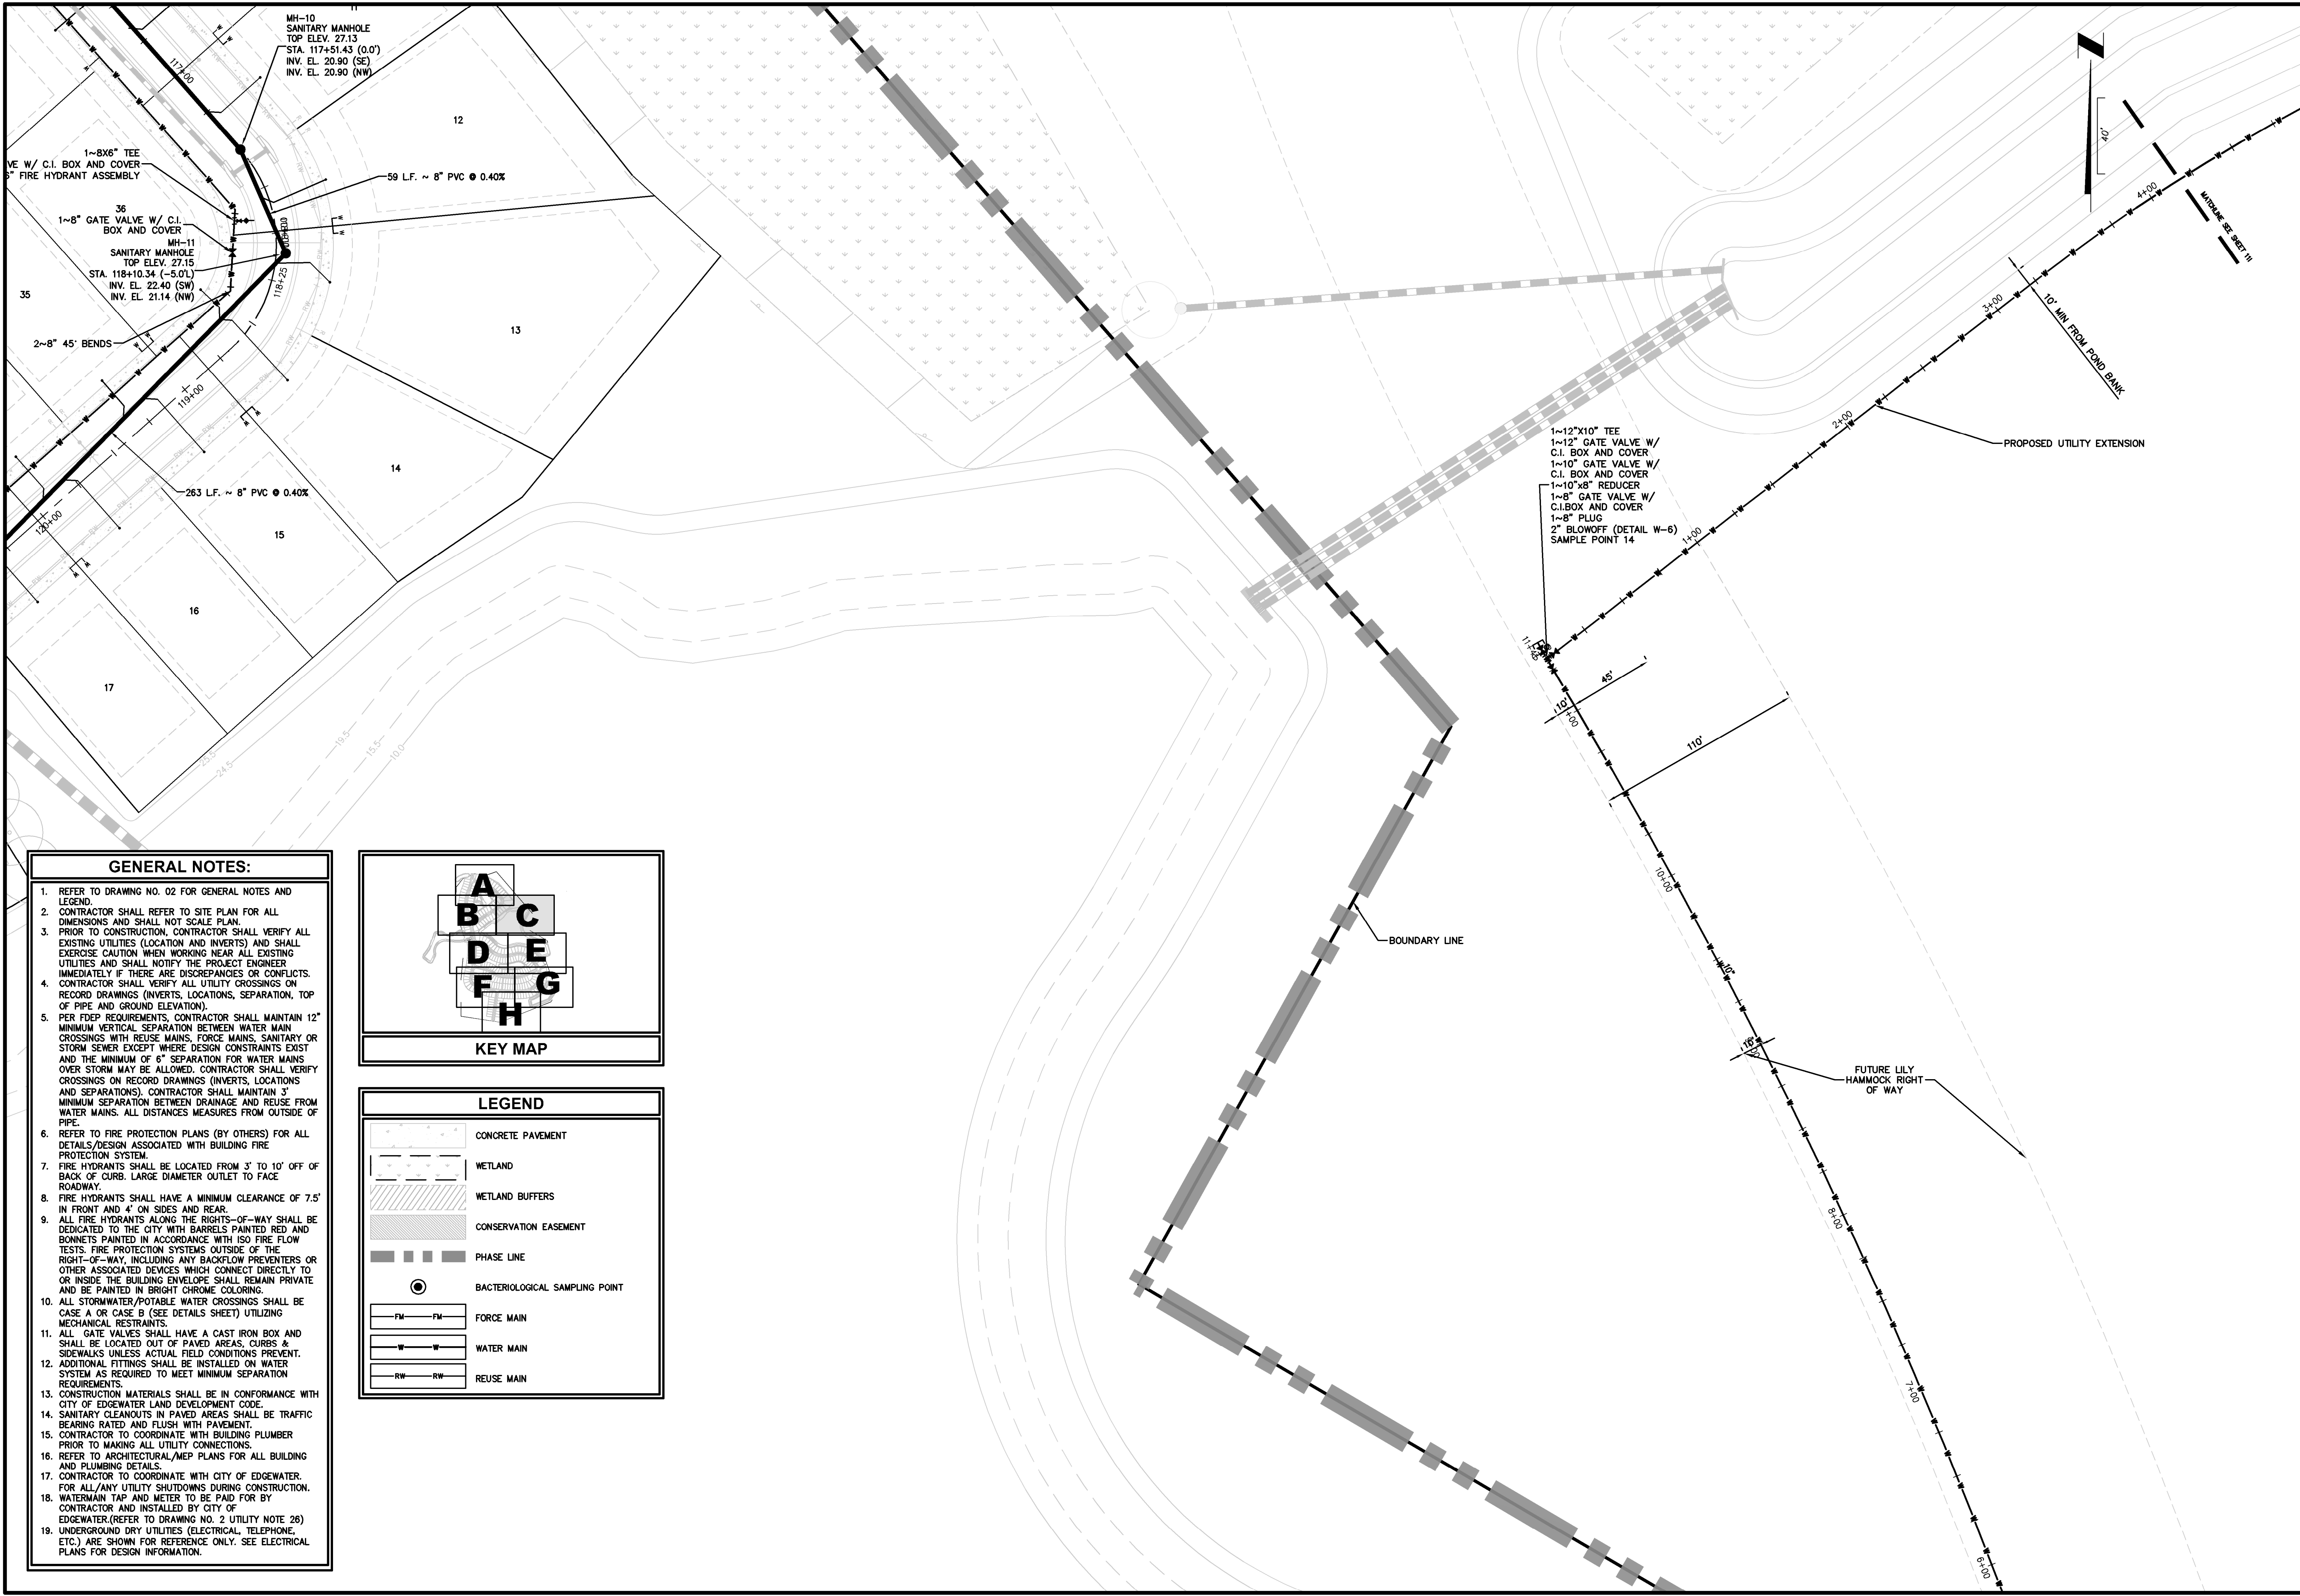 MH-10
SANITARY MANHOLE
TOP ELEV. 27.13
STA. 117+51.43 (0.0')
INV. EL. 20.90 (SE)
INV. EL. 20.90 (NW)
117+00
12
1~8X6" TEE
VE W/ C.I. BOX AND COVER
6" FIRE HYDRANT ASSEMBLY
59 L.F. ~ 8" PVC @ 0.40%
36
1~8" GATE VALVE W/ C.I.
BOX AND COVER
MH-11
SANITARY MANHOLE
TOP ELEV. 27.15
STA. 118+10.34 (-5.0'L)
INV. EL. 22.40 (SW)
INV. EL. 21.14 (NW)
118+25
35
13
2~8" 45° BENDS
119+00
14
263 L.F. ~ 8" PVC @ 0.40%
120+00
15
16
17
19.5
15.5
10.0
25.5
24.5
40'
4+00
MATCHLINE SEE SHEET 111
3+00
10' MIN FROM POND BANK
2+00
PROPOSED UTILITY EXTENSION
1+00
1~12"X10" TEE
1~12" GATE VALVE W/
C.I. BOX AND COVER
1~10" GATE VALVE W/
C.I. BOX AND COVER
1~10"x8" REDUCER
1~8" GATE VALVE W/
C.I.BOX AND COVER
1~8" PLUG
2" BLOWOFF (DETAIL W-6)
SAMPLE POINT 14
11+45
45'
10'
110'
10+00
BOUNDARY LINE
10"
10'
FUTURE LILY
HAMMOCK RIGHT
OF WAY
8+00
7+00
6+00
GENERAL NOTES:
1. REFER TO DRAWING NO. 02 FOR GENERAL NOTES AND
LEGEND.
2. CONTRACTOR SHALL REFER TO SITE PLAN FOR ALL
DIMENSIONS AND SHALL NOT SCALE PLAN.
3. PRIOR TO CONSTRUCTION, CONTRACTOR SHALL VERIFY ALL
EXISTING UTILITIES (LOCATION AND INVERTS) AND SHALL
EXERCISE CAUTION WHEN WORKING NEAR ALL EXISTING
UTILITIES AND SHALL NOTIFY THE PROJECT ENGINEER
IMMEDIATELY IF THERE ARE DISCREPANCIES OR CONFLICTS.
4. CONTRACTOR SHALL VERIFY ALL UTILITY CROSSINGS ON
RECORD DRAWINGS (INVERTS, LOCATIONS, SEPARATION, TOP
OF PIPE AND GROUND ELEVATION).
5. PER FDEP REQUIREMENTS, CONTRACTOR SHALL MAINTAIN 12"
MINIMUM VERTICAL SEPARATION BETWEEN WATER MAIN
CROSSINGS WITH REUSE MAINS, FORCE MAINS, SANITARY OR
STORM SEWER EXCEPT WHERE DESIGN CONSTRAINTS EXIST
AND THE MINIMUM OF 6" SEPARATION FOR WATER MAINS
OVER STORM MAY BE ALLOWED. CONTRACTOR SHALL VERIFY
CROSSINGS ON RECORD DRAWINGS (INVERTS, LOCATIONS
AND SEPARATIONS). CONTRACTOR SHALL MAINTAIN 3'
MINIMUM SEPARATION BETWEEN DRAINAGE AND REUSE FROM
WATER MAINS. ALL DISTANCES MEASURES FROM OUTSIDE OF
PIPE.
6. REFER TO FIRE PROTECTION PLANS (BY OTHERS) FOR ALL
DETAILS/DESIGN ASSOCIATED WITH BUILDING FIRE
PROTECTION SYSTEM.
7. FIRE HYDRANTS SHALL BE LOCATED FROM 3' TO 10' OFF OF
BACK OF CURB. LARGE DIAMETER OUTLET TO FACE
ROADWAY.
8. FIRE HYDRANTS SHALL HAVE A MINIMUM CLEARANCE OF 7.5'
IN FRONT AND 4' ON SIDES AND REAR.
9. ALL FIRE HYDRANTS ALONG THE RIGHTS-OF-WAY SHALL BE
DEDICATED TO THE CITY WITH BARRELS PAINTED RED AND
BONNETS PAINTED IN ACCORDANCE WITH ISO FIRE FLOW
TESTS. FIRE PROTECTION SYSTEMS OUTSIDE OF THE
RIGHT-OF-WAY, INCLUDING ANY BACKFLOW PREVENTERS OR
OTHER ASSOCIATED DEVICES WHICH CONNECT DIRECTLY TO
OR INSIDE THE BUILDING ENVELOPE SHALL REMAIN PRIVATE
AND BE PAINTED IN BRIGHT CHROME COLORING.
10. ALL STORMWATER/POTABLE WATER CROSSINGS SHALL BE
CASE A OR CASE B (SEE DETAILS SHEET) UTILIZING
MECHANICAL RESTRAINTS.
11. ALL GATE VALVES SHALL HAVE A CAST IRON BOX AND
SHALL BE LOCATED OUT OF PAVED AREAS, CURBS &
SIDEWALKS UNLESS ACTUAL FIELD CONDITIONS PREVENT.
12. ADDITIONAL FITTINGS SHALL BE INSTALLED ON WATER
SYSTEM AS REQUIRED TO MEET MINIMUM SEPARATION
REQUIREMENTS.
13. CONSTRUCTION MATERIALS SHALL BE IN CONFORMANCE WITH
CITY OF EDGEWATER LAND DEVELOPMENT CODE.
14. SANITARY CLEANOUTS IN PAVED AREAS SHALL BE TRAFFIC
BEARING RATED AND FLUSH WITH PAVEMENT.
15. CONTRACTOR TO COORDINATE WITH BUILDING PLUMBER
PRIOR TO MAKING ALL UTILITY CONNECTIONS.
16. REFER TO ARCHITECTURAL/MEP PLANS FOR ALL BUILDING
AND PLUMBING DETAILS.
17. CONTRACTOR TO COORDINATE WITH CITY OF EDGEWATER.
FOR ALL/ANY UTILITY SHUTDOWNS DURING CONSTRUCTION.
18. WATERMAIN TAP AND METER TO BE PAID FOR BY
CONTRACTOR AND INSTALLED BY CITY OF
EDGEWATER.(REFER TO DRAWING NO. 2 UTILITY NOTE 26)
19. UNDERGROUND DRY UTILITIES (ELECTRICAL, TELEPHONE,
ETC.) ARE SHOWN FOR REFERENCE ONLY. SEE ELECTRICAL
PLANS FOR DESIGN INFORMATION.
A
B C
D E
F G
H
KEY MAP
LEGEND
CONCRETE PAVEMENT
WETLAND
WETLAND BUFFERS
CONSERVATION EASEMENT
PHASE LINE
BACTERIOLOGICAL SAMPLING POINT
FM FM FORCE MAIN
W W WATER MAIN
RW RW REUSE MAIN